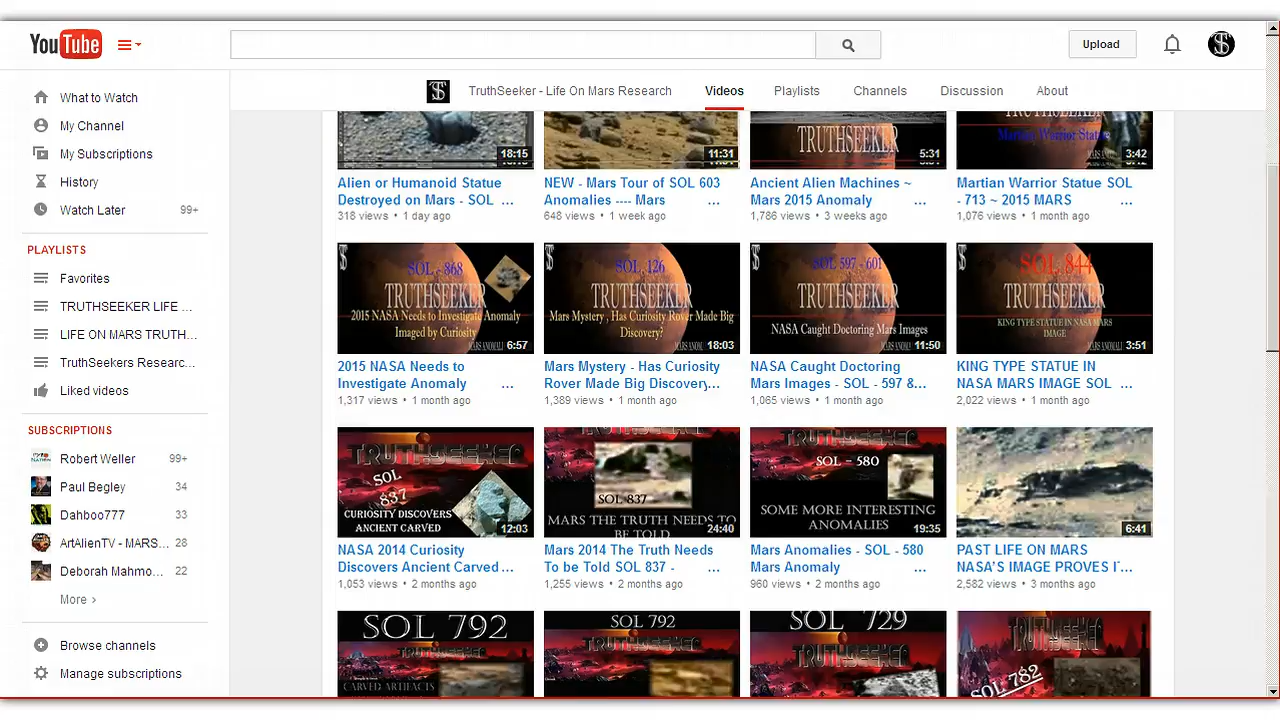 YouTube
Upload
TruthSeeker - Life On Mars Research
Videos
Playlists
Channels
Discussion
About
What to Watch
My Channel
My Subscriptions
History
Watch Later 99+
PLAYLISTS
Favorites
TRUTHSEEKER LIFE ...
LIFE ON MARS TRUTH...
TruthSeekers Researc...
Liked videos
SUBSCRIPTIONS
Robert Weller 99+
Paul Begley 34
Dahboo777 33
ArtAlienTV - MARS... 28
Deborah Mahmo... 22
More >
Browse channels
Manage subscriptions
18:15
Alien or Humanoid Statue
Destroyed on Mars - SOL ...
318 views • 1 day ago
11:31
NEW - Mars Tour of SOL 603
Anomalies ---- Mars ...
648 views • 1 week ago
TRUTHSEEKER
5:31
Ancient Alien Machines ~
Mars 2015 Anomaly ...
1,786 views • 3 weeks ago
TRUTHSEEKER
Martian Warrior Statue
3:42
Martian Warrior Statue SOL
- 713 ~ 2015 MARS ...
1,076 views • 1 month ago
SOL - 868
TRUTHSEEKER
2015 NASA Needs to Investigate Anomaly
Imaged by Curiosity
6:57
2015 NASA Needs to
Investigate Anomaly ...
1,317 views • 1 month ago
SOL 126
TRUTHSEEKER
Mars Mystery , Has Curiosity Rover Made Big
Discovery?
18:03
Mars Mystery - Has Curiosity
Rover Made Big Discovery...
1,389 views • 1 month ago
SOL 597 - 601
TRUTHSEEKER
NASA Caught Doctoring Mars Images
11:50
NASA Caught Doctoring
Mars Images - SOL - 597 &...
1,065 views • 1 month ago
SOL 844
TRUTHSEEKER
KING TYPE STATUE IN NASA MARS
IMAGE
3:51
KING TYPE STATUE IN
NASA MARS IMAGE SOL ...
2,022 views • 1 month ago
TRUTHSEEKER
SOL
837
CURIOSITY DISCOVERS
ANCIENT CARVED
12:03
NASA 2014 Curiosity
Discovers Ancient Carved ...
1,053 views • 2 months ago
TRUTHSEEKER
SOL 837
MARS THE TRUTH NEEDS TO
BE TOLD
24:40
Mars 2014 The Truth Needs
To be Told SOL 837 - ...
1,255 views • 2 months ago
TRUTHSEEKER
SOL - 580
SOME MORE INTERESTING
ANOMALIES
19:35
Mars Anomalies - SOL - 580
Mars Anomaly ...
960 views • 2 months ago
6:41
PAST LIFE ON MARS
NASA'S IMAGE PROVES IT...
2,582 views • 3 months ago
SOL 792
TRUTHSEEKER
CARVED ARTIFACTS
SOL 792
TRUTHSEEKER
SOL 729
TRUTHSEEKER
TRUTHSEEKER
SOL 782